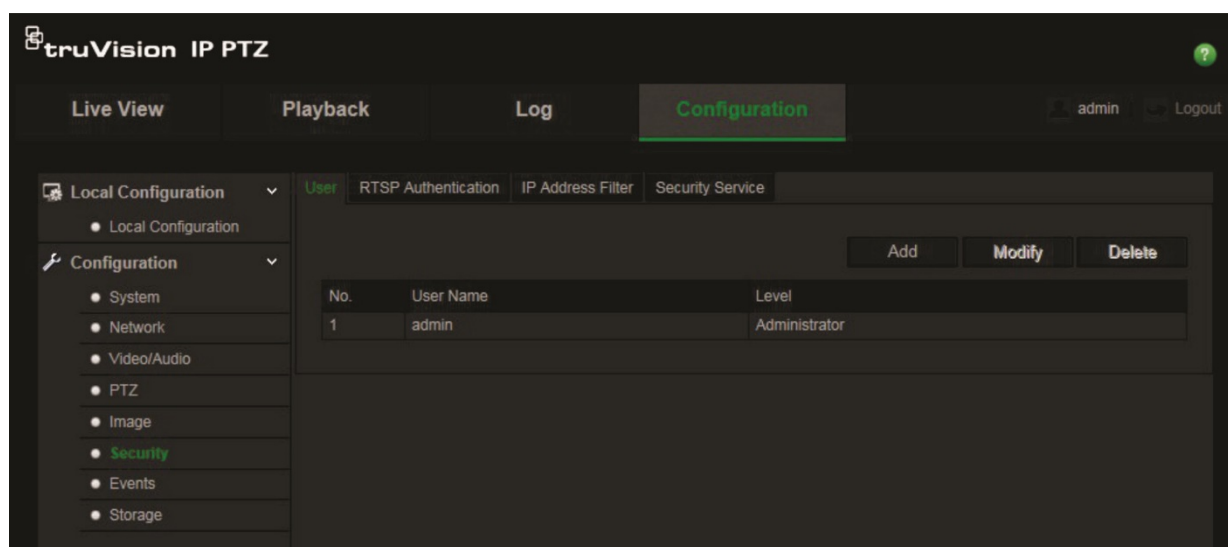 truVision IP PTZ
?
Live View Playback Log Configuration admin Logout
Local Configuration
User RTSP Authentication IP Address Filter Security Service
Local Configuration
Configuration
Add Modify Delete
System
No. User Name Level
Network
1 admin Administrator
Video/Audio
PTZ
Image
Security
Events
Storage